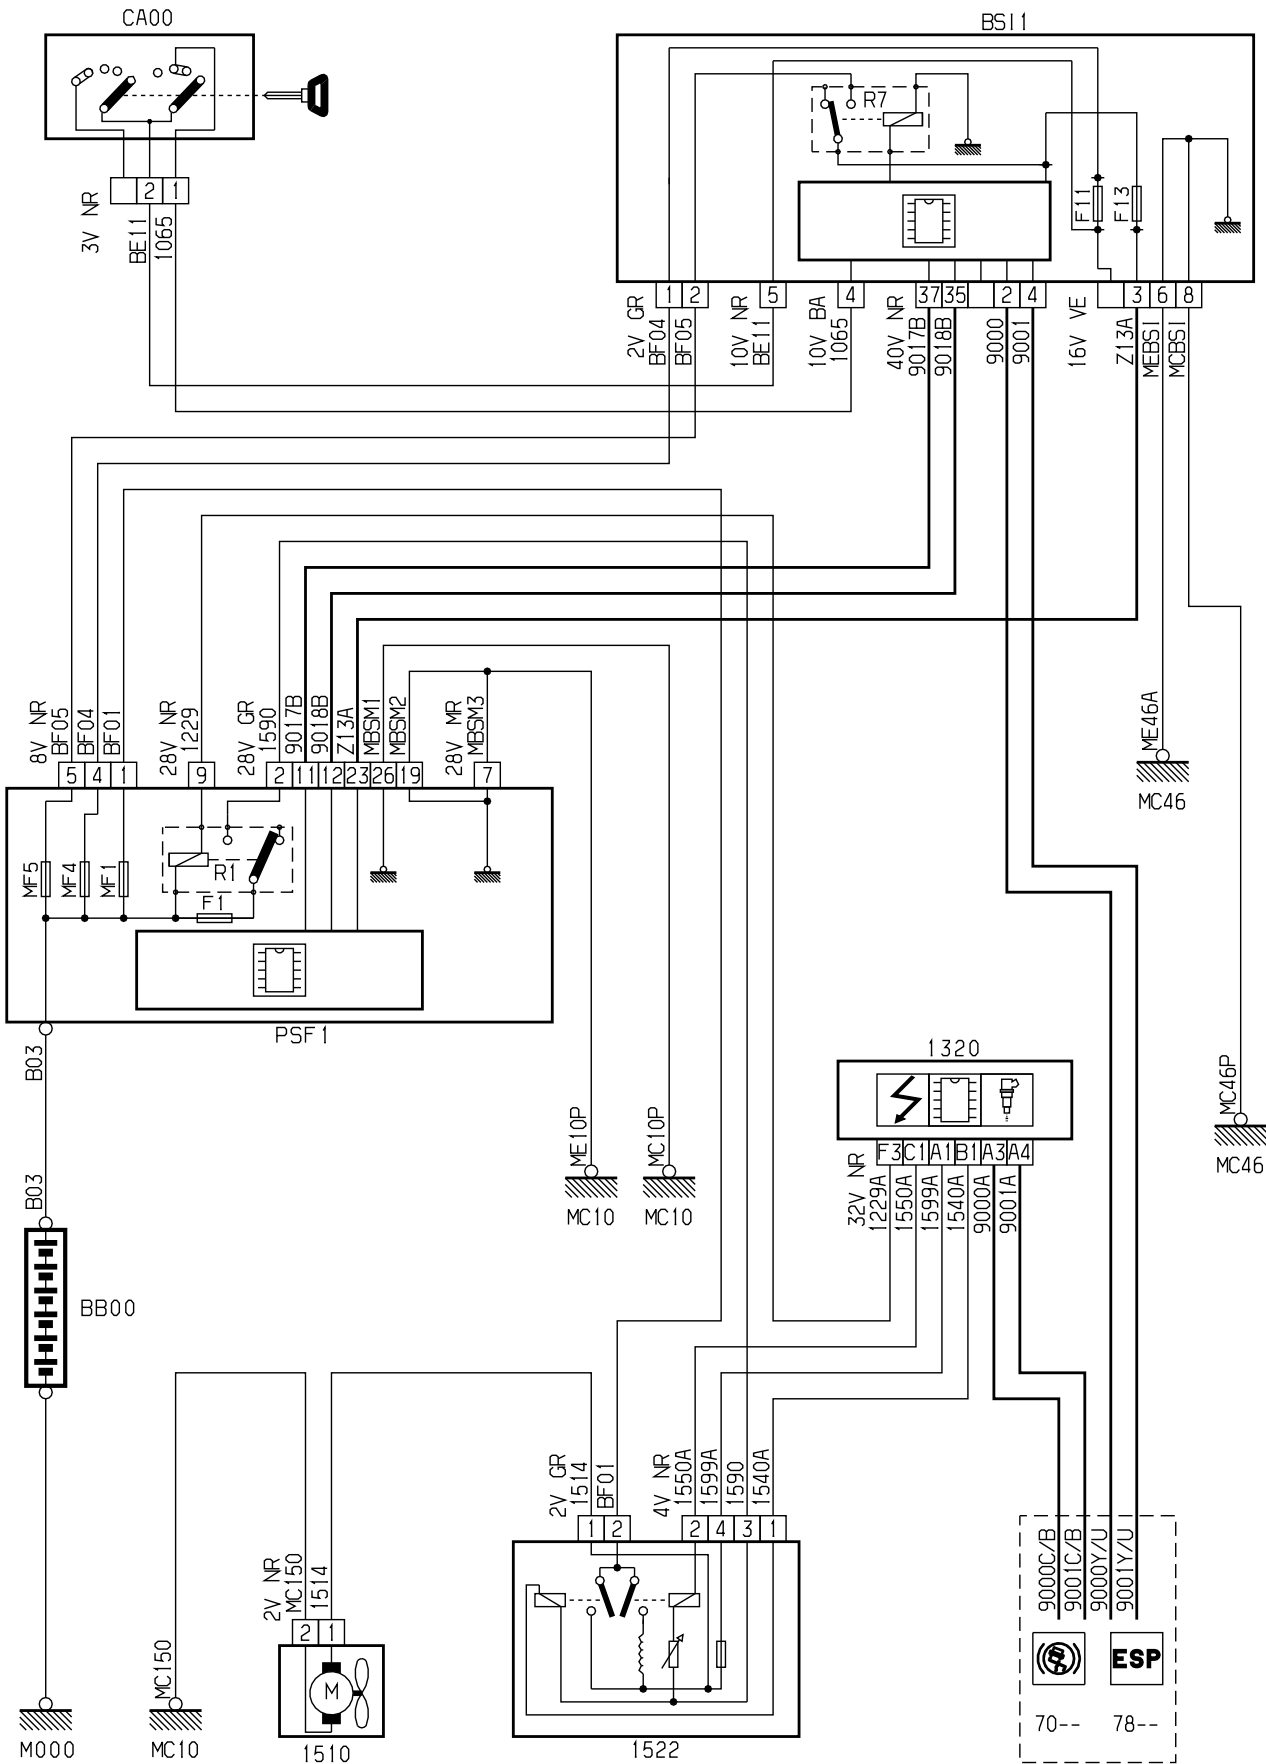 CA00
BSI1
R7
F11
F13
2
1
3V NR
BE11
1065
1
2
5
4
37
35
2
4
3
6
8
2V GR
BF04
BF05
10V NR
BE11
10V BA
1065
40V NR
9017B
9018B
9000
9001
16V VE
Z13A
MEBSI
MCBSI
8V NR
BF05
BF04
BF01
28V NR
1229
28V GR
1590
9017B
9018B
Z13A
MBSM1
MBSM2
28V MR
MBSM3
5
4
1
9
2
11
12
23
26
19
7
ME46A
MC46
MF5
MF4
MF1
R1
F1
PSF1
B03
B03
1320
MC46P
MC46
ME10P
MC10
MC10P
MC10
F3
C1
A1
B1
A3
A4
32V NR
1229A
1550A
1599A
1540A
9000A
9001A
BB00
2V GR
1514
BF01
4V NR
1550A
1599A
1590
1540A
1
2
2
4
3
1
2V NR
MC150
1514
2
1
MC150
M
9000C/B
9001C/B
9000Y/U
9001Y/U
ESP
70--
78--
M000
MC10
1510
1522